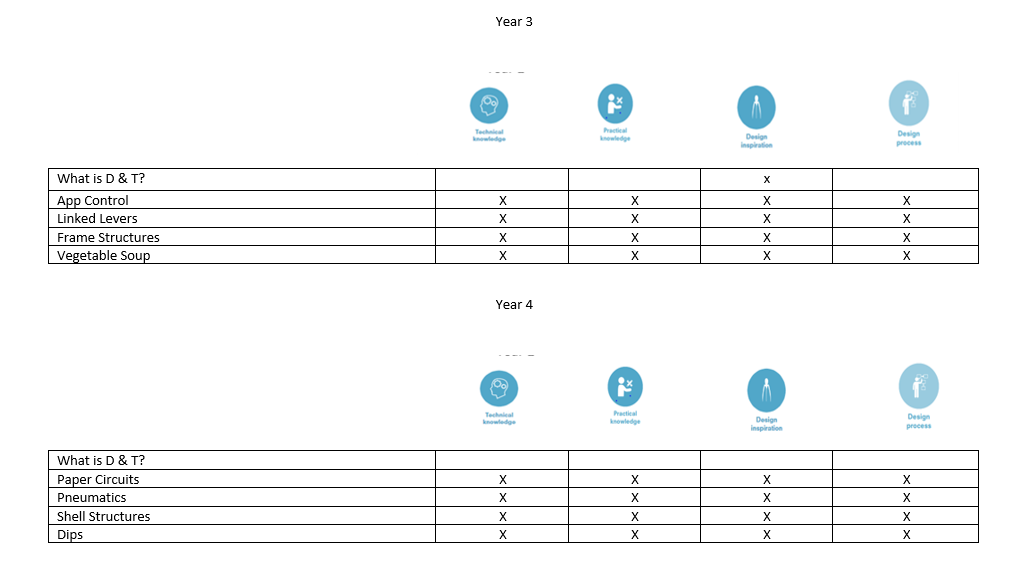 Year 3
Technical knowledge Practical knowledge Design inspiration Design process
What is D & T? x
App Control X X X X
Linked Levers X X X X
Frame Structures X X X X
Vegetable Soup X X X X
Year 4
Technical knowledge Practical knowledge Design inspiration Design process
What is D & T?
Paper Circuits X X X X
Pneumatics X X X X
Shell Structures X X X X
Dips X X X X